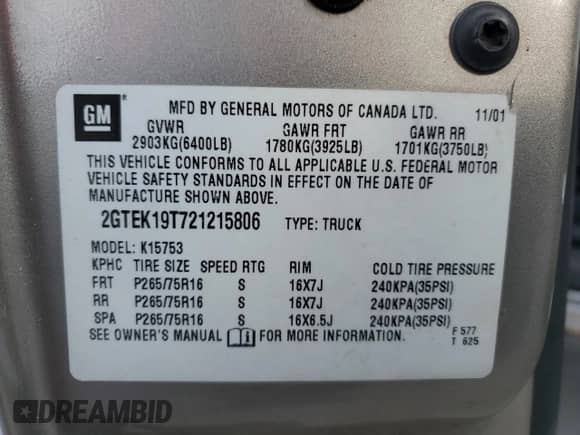 GM ® MFD BY GENERAL MOTORS OF CANADA LTD. 11/01
GVWR GAWR FRT GAWR RR
2903KG(6400LB) 1780KG(3925LB) 1701KG(3750LB)
THIS VEHICLE CONFORMS TO ALL APPLICABLE U.S. FEDERAL MOTOR
VEHICLE SAFETY STANDARDS IN EFFECT ON THE DATE OF
MANUFACTURE SHOWN ABOVE.
2GTEK19T721215806 TYPE: TRUCK
MODEL: K15753
KPHC TIRE SIZE SPEED RTG RIM COLD TIRE PRESSURE
FRT P265/75R16 S 16X7J 240KPA(35PSI)
RR P265/75R16 S 16X7J 240KPA(35PSI)
SPA P265/75R16 S 16X6.5J 240KPA(35PSI)
SEE OWNER'S MANUAL FOR MORE INFORMATION.
F 577
T 625
DREAMBID